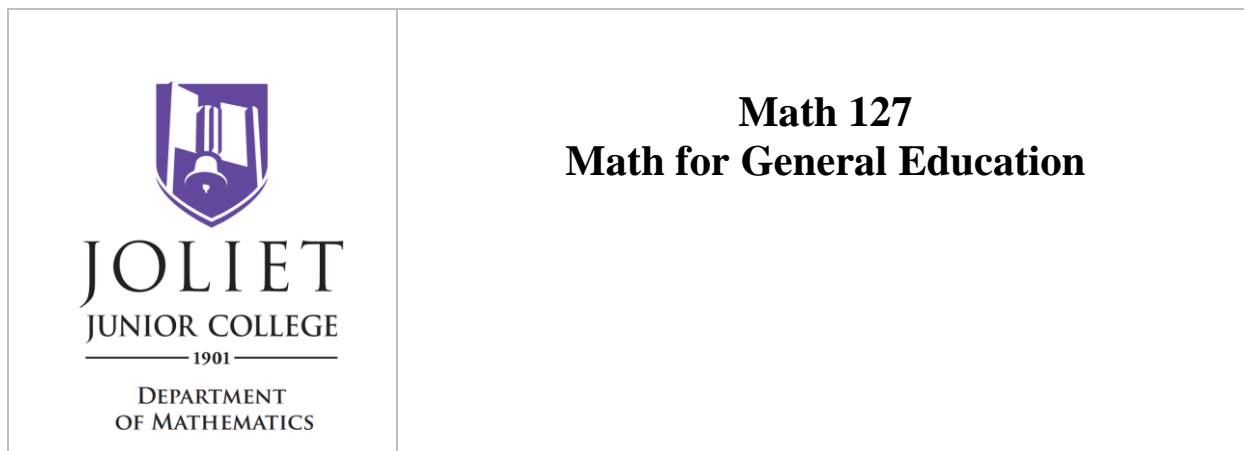 JOLIET
JUNIOR COLLEGE
1901
DEPARTMENT
OF MATHEMATICS
Math 127
Math for General Education